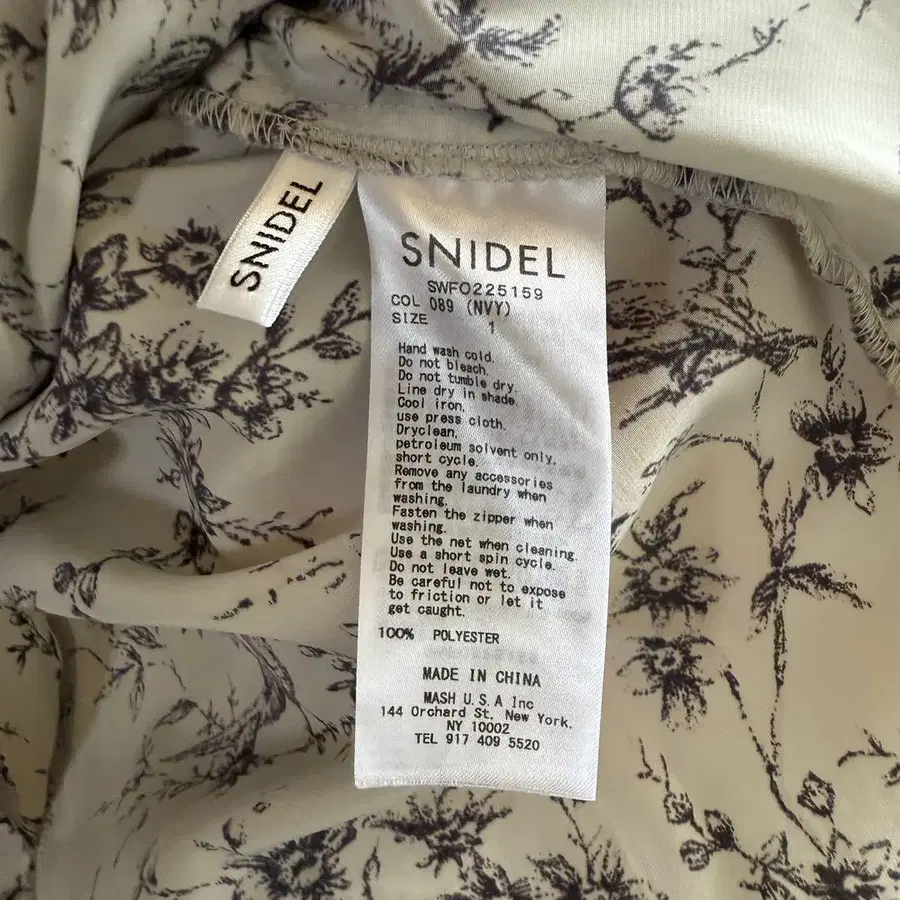 SNIDEL
SNIDEL
SWFO225159
COL 089 (NVY)
SIZE 1
Hand wash cold.
Do not bleach.
Do not tumble dry.
Line dry in shade.
Cool iron,
use press cloth.
Dryclean,
petroleum solvent only.
short cycle.
Remove any accessories
from the laundry when
washing.
Fasten the zipper when
washing.
Use the net when cleaning.
Use a short spin cycle.
Do not leave wet.
Be careful not to expose
to friction or let it
get caught.
100% POLYESTER
MADE IN CHINA
MASH U.S.A Inc
144 Orchard St. New York.
NY 10002
TEL 917 409 5520